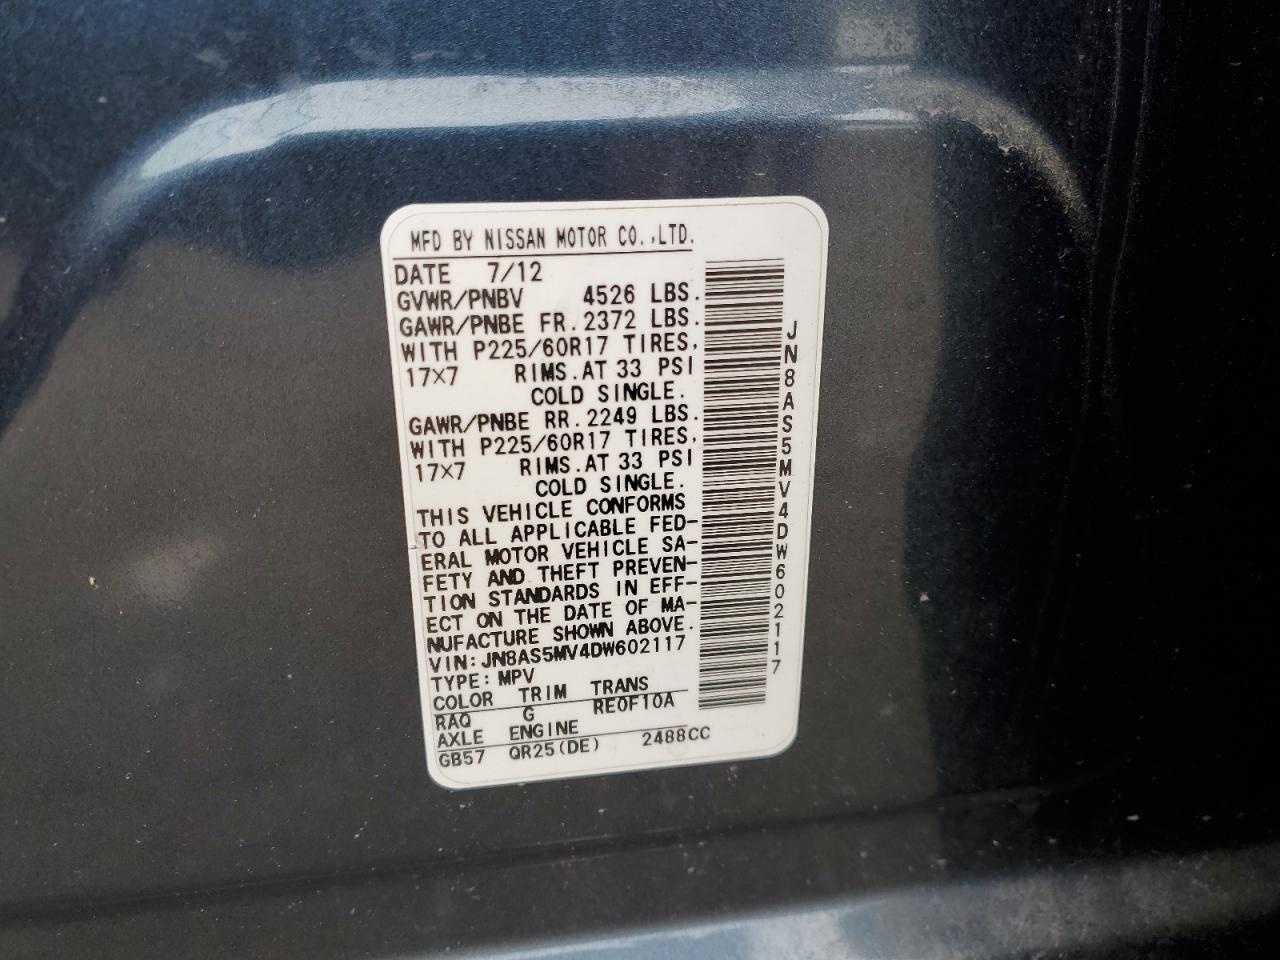 MFD BY NISSAN MOTOR CO.,LTD.
DATE 7/12
GVWR/PNBV 4526 LBS.
GAWR/PNBE FR.2372 LBS.
WITH P225/60R17 TIRES,
17×7 RIMS.AT 33 PSI
COLD SINGLE.
GAWR/PNBE RR.2249 LBS.
WITH P225/60R17 TIRES,
17×7 RIMS.AT 33 PSI
COLD SINGLE.
THIS VEHICLE CONFORMS
TO ALL APPLICABLE FED-
ERAL MOTOR VEHICLE SA-
FETY AND THEFT PREVEN-
TION STANDARDS IN EFF-
ECT ON THE DATE OF MA-
NUFACTURE SHOWN ABOVE.
VIN:JN8AS5MV4DW602117
TYPE:MPV
COLOR TRIM TRANS
RAQ G RE0F10A
AXLE ENGINE
GB57 QR25(DE) 2488CC
JN8AS5MV4DW602117